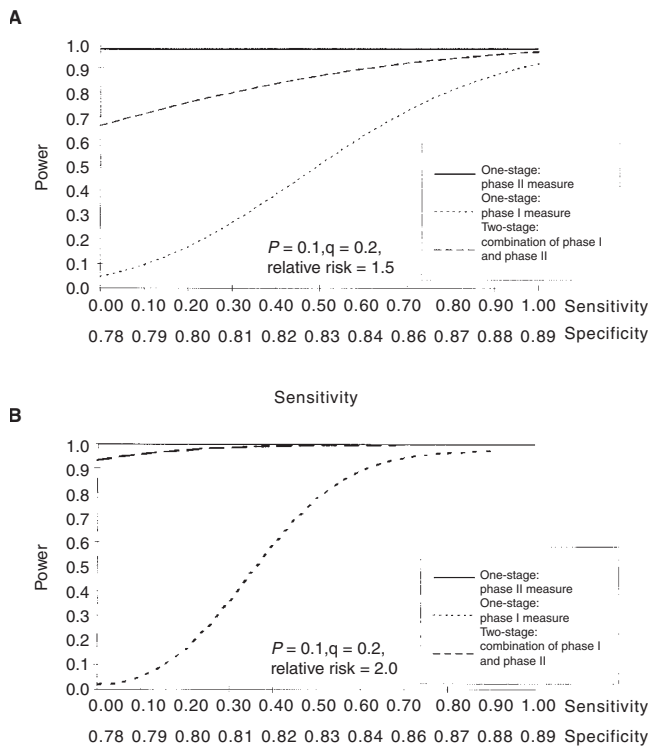 A
1.0
0.9
0.8
0.7
0.6
0.5
0.4
0.3
0.2
0.1
0.0
Power
One-stage:
phase II measure
One-stage:
phase I measure
Two-stage:
combination of phase I
and phase II
P = 0.1,q = 0.2,
relative risk = 1.5
0.00 0.10 0.20 0.30 0.40 0.50 0.60 0.70 0.80 0.90 1.00 Sensitivity
0.78 0.79 0.80 0.81 0.82 0.83 0.84 0.86 0.87 0.88 0.89 Specificity
Sensitivity
B
1.0
0.9
0.8
0.7
0.6
0.5
0.4
0.3
0.2
0.1
0.0
Power
One-stage:
phase II measure
One-stage:
phase I measure
Two-stage:
combination of phase I
and phase II
P = 0.1,q = 0.2,
relative risk = 2.0
0.00 0.10 0.20 0.30 0.40 0.50 0.60 0.70 0.80 0.90 1.00 Sensitivity
0.78 0.79 0.80 0.81 0.82 0.83 0.84 0.86 0.87 0.88 0.89 Specificity